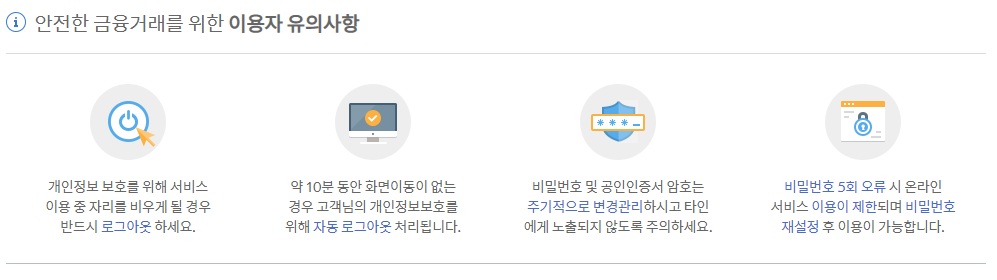 안전한 금융거래를 위한 이용자 유의사항
개인정보 보호를 위해 서비스
이용 중 자리를 비우게 될 경우
반드시 로그아웃 하세요.
약 10분 동안 화면이동이 없는
경우 고객님의 개인정보보호를
위해 자동 로그아웃 처리됩니다.
비밀번호 및 공인인증서 암호는
주기적으로 변경관리하시고 타인
에게 노출되지 않도록 주의하세요.
비밀번호 5회 오류 시 온라인
서비스 이용이 제한되며 비밀번호
재설정 후 이용이 가능합니다.